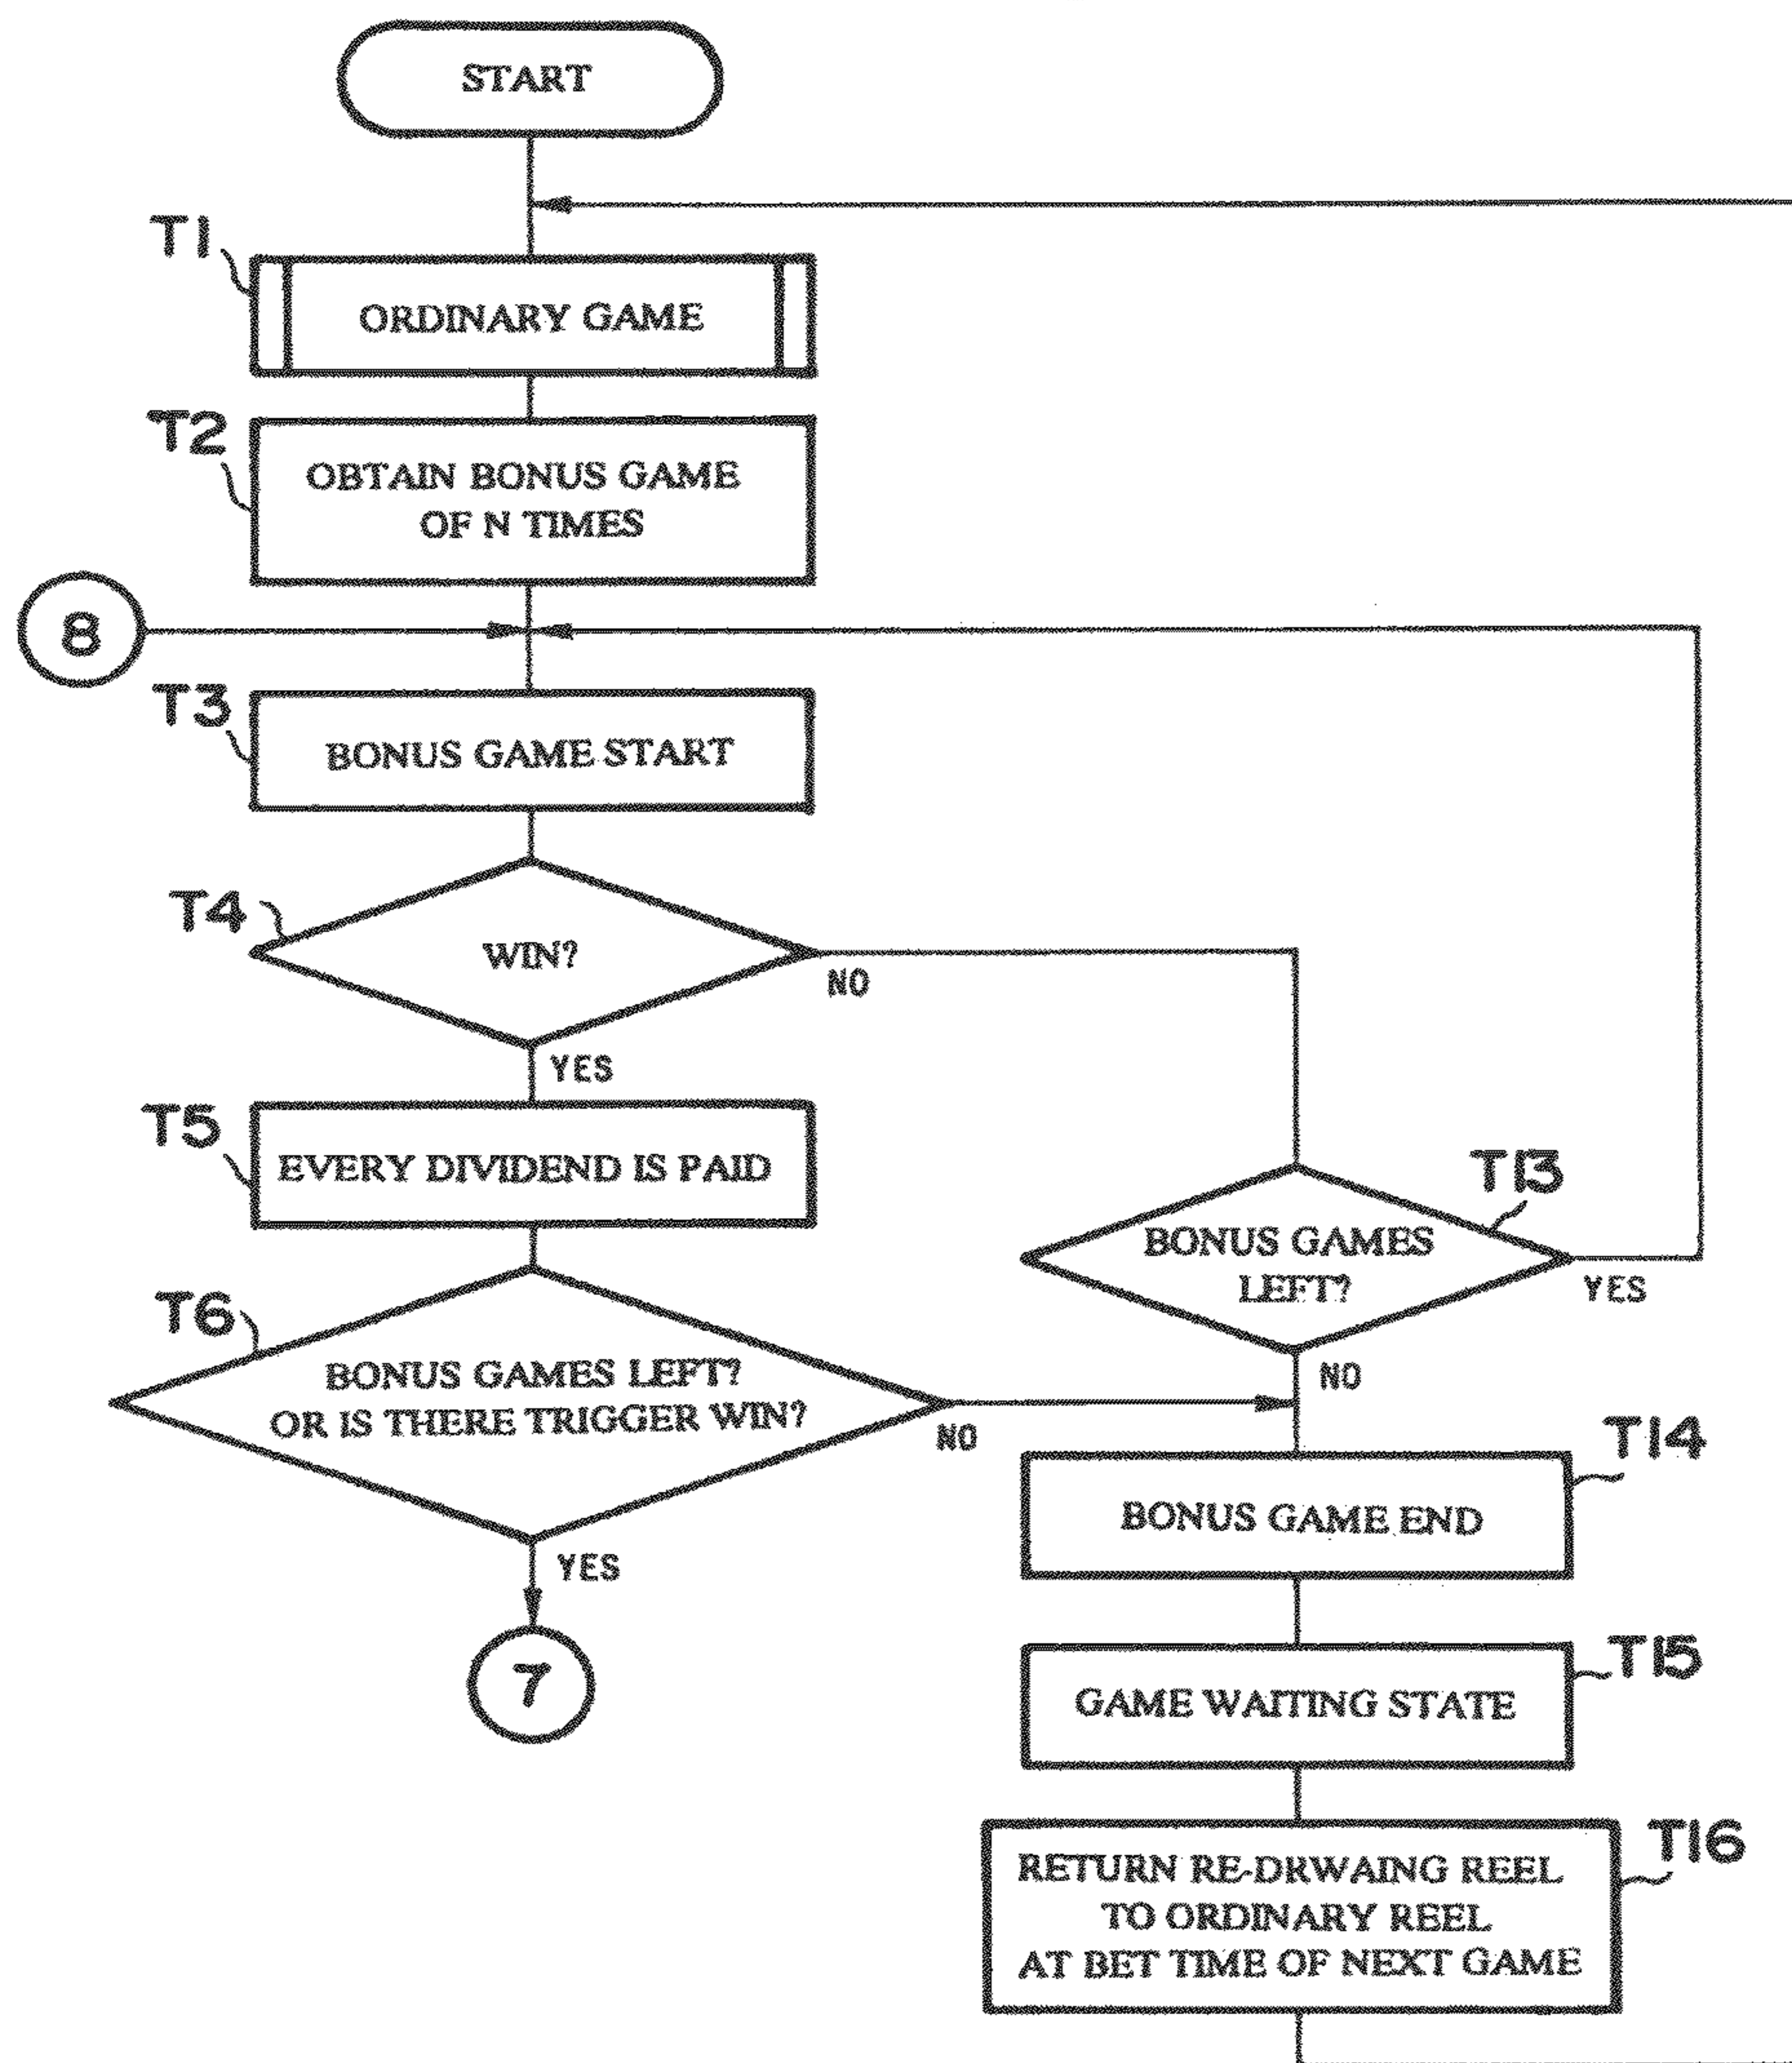 START
T1
ORDINARY GAME
T2
OBTAIN BONUS GAME
OF N TIMES
8
T3
BONUS GAME START
T4
WIN?
NO
YES
T5
EVERY DIVIDEND IS PAID
T13
BONUS GAMES
LEFT?
YES
NO
T6
BONUS GAMES LEFT?
OR IS THERE TRIGGER WIN?
NO
YES
7
T14
BONUS GAME END
T15
GAME WAITING STATE
T16
RETURN RE-DRWAING REEL
TO ORDINARY REEL
AT BET TIME OF NEXT GAME